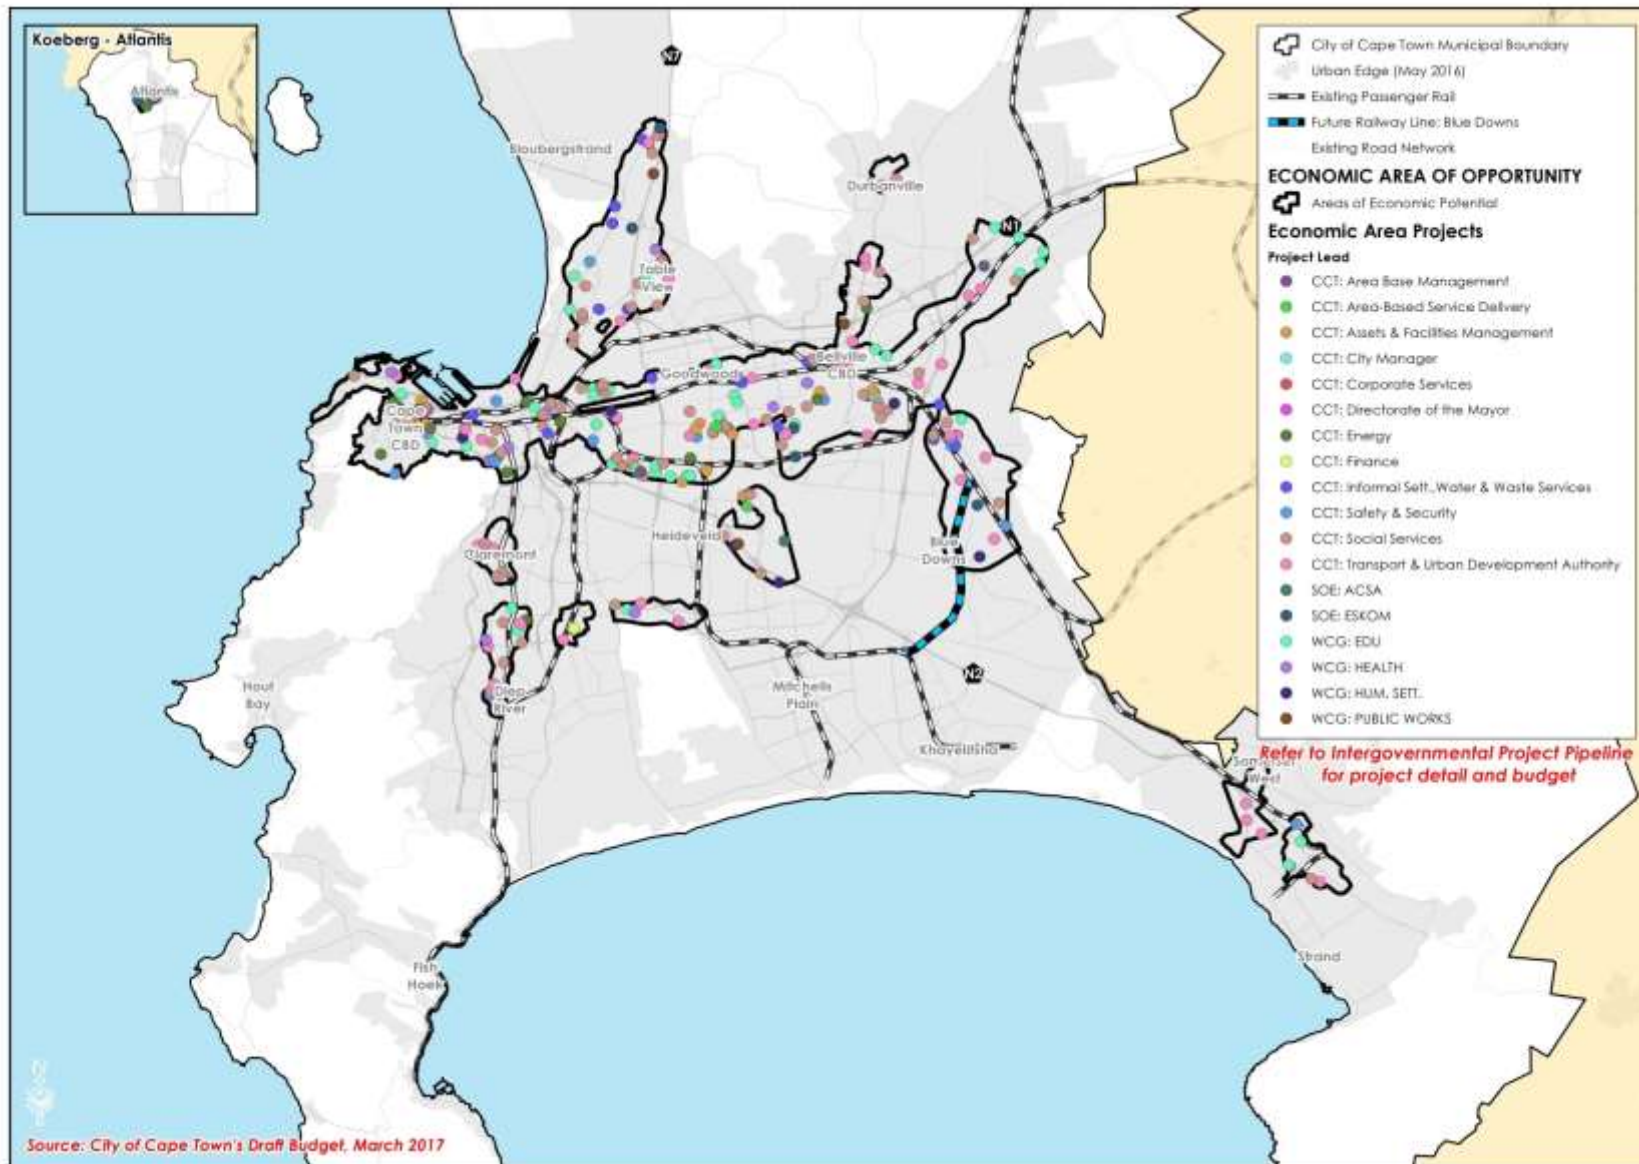 Koeberg - Atlantis
Atlantis
N7
Bloubergstrand
Durbanville
N1
Table
View
Bellville
CBD
Goodwood
Cape
Town
CBD
Heideveld
Claremont
Blue
Downs
Diep
River
Hout
Bay
Mitchells
Plain
N2
Khayelitsha
Somerset
West
Fish
Hoek
Strand
City of Cape Town Municipal Boundary
Urban Edge (May 2016)
Existing Passenger Rail
Future Railway Line: Blue Downs
Existing Road Network
ECONOMIC AREA OF OPPORTUNITY
Areas of Economic Potential
Economic Area Projects
Project Lead
CCT: Area Base Management
CCT: Area-Based Service Delivery
CCT: Assets & Facilities Management
CCT: City Manager
CCT: Corporate Services
CCT: Directorate of the Mayor
CCT: Energy
CCT: Finance
CCT: Informal Sett.,Water & Waste Services
CCT: Safety & Security
CCT: Social Services
CCT: Transport & Urban Development Authority
SOE: ACSA
SOE: ESKOM
WCG: EDU
WCG: HEALTH
WCG: HUM. SETT.
WCG: PUBLIC WORKS
Refer to Intergovernmental Project Pipeline
for project detail and budget
Source: City of Cape Town's Draft Budget, March 2017